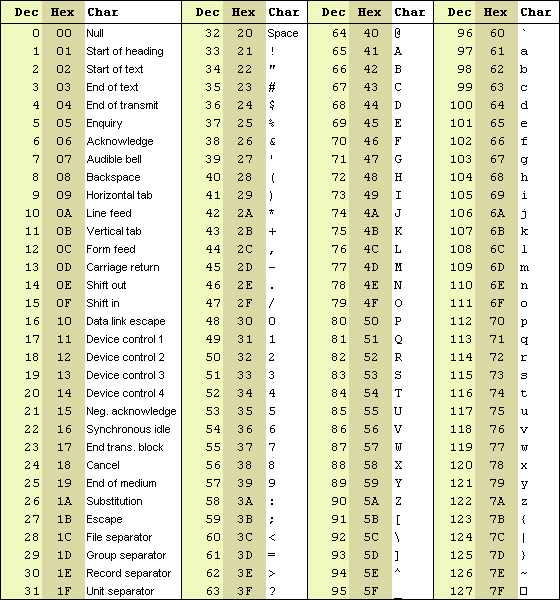 Dec Hex Char Dec Hex Char Dec Hex Char Dec Hex Char
0 00 Null 32 20 Space 64 40 @ 96 60 `
1 01 Start of heading 33 21 ! 65 41 A 97 61 a
2 02 Start of text 34 22 " 66 42 B 98 62 b
3 03 End of text 35 23 # 67 43 C 99 63 c
4 04 End of transmit 36 24 $ 68 44 D 100 64 d
5 05 Enquiry 37 25 % 69 45 E 101 65 e
6 06 Acknowledge 38 26 & 70 46 F 102 66 f
7 07 Audible bell 39 27 ' 71 47 G 103 67 g
8 08 Backspace 40 28 ( 72 48 H 104 68 h
9 09 Horizontal tab 41 29 ) 73 49 I 105 69 i
10 0A Line feed 42 2A * 74 4A J 106 6A j
11 0B Vertical tab 43 2B + 75 4B K 107 6B k
12 0C Form feed 44 2C , 76 4C L 108 6C l
13 0D Carriage return 45 2D - 77 4D M 109 6D m
14 0E Shift out 46 2E . 78 4E N 110 6E n
15 0F Shift in 47 2F / 79 4F O 111 6F o
16 10 Data link escape 48 30 0 80 50 P 112 70 p
17 11 Device control 1 49 31 1 81 51 Q 113 71 q
18 12 Device control 2 50 32 2 82 52 R 114 72 r
19 13 Device control 3 51 33 3 83 53 S 115 73 s
20 14 Device control 4 52 34 4 84 54 T 116 74 t
21 15 Neg. acknowledge 53 35 5 85 55 U 117 75 u
22 16 Synchronous idle 54 36 6 86 56 V 118 76 v
23 17 End trans. block 55 37 7 87 57 W 119 77 w
24 18 Cancel 56 38 8 88 58 X 120 78 x
25 19 End of medium 57 39 9 89 59 Y 121 79 y
26 1A Substitution 58 3A : 90 5A Z 122 7A z
27 1B Escape 59 3B ; 91 5B [ 123 7B {
28 1C File separator 60 3C < 92 5C \ 124 7C |
29 1D Group separator 61 3D = 93 5D ] 125 7D }
30 1E Record separator 62 3E > 94 5E ^ 126 7E ~
31 1F Unit separator 63 3F ? 95 5F _ 127 7F □